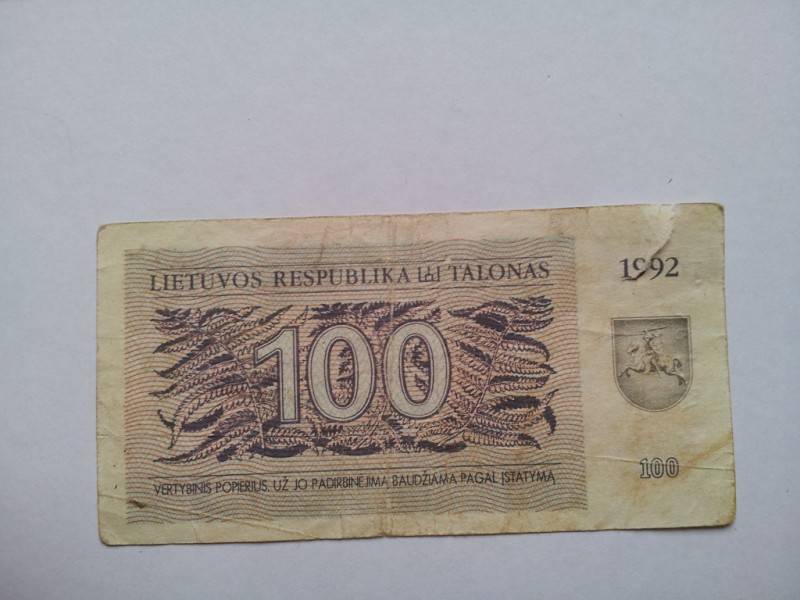 LIETUVOS RESPUBLIKA TALONAS
1992
100
100
VERTYBINIS POPIERIUS. UŽ JO PADIRBINĖJIMĄ BAUDŽIAMA PAGAL ĮSTATYMĄ